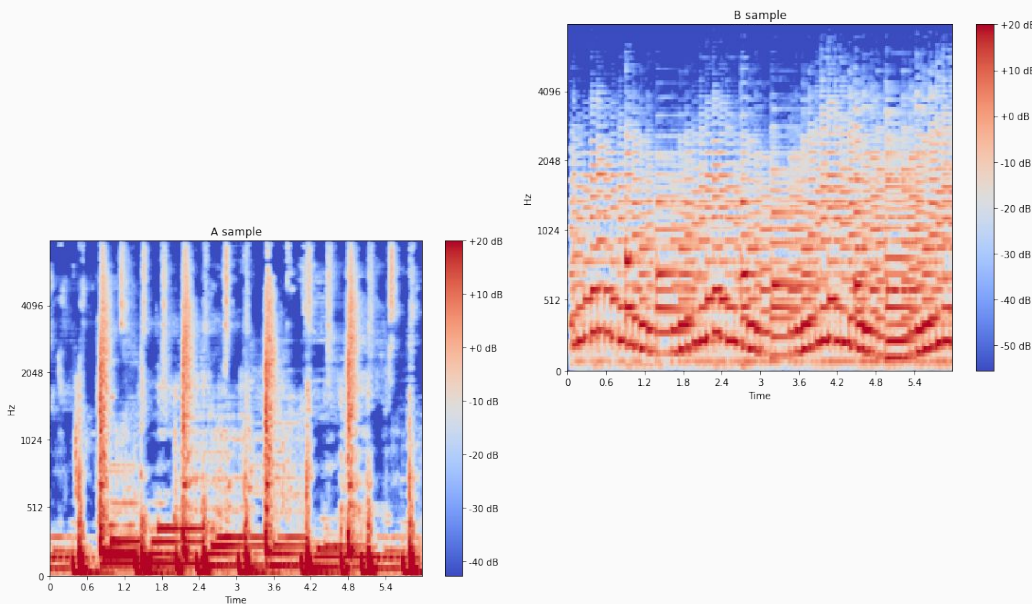 B sample
+20 dB
4096
+10 dB
+0 dB
2048
-10 dB
Hz
-20 dB
1024
-30 dB
512
-40 dB
-50 dB
0
0 0.6 1.2 1.8 2.4 3 3.6 4.2 4.8 5.4
Time
A sample
+20 dB
4096
+10 dB
+0 dB
2048
-10 dB
Hz
1024
-20 dB
512
-30 dB
-40 dB
0
0 0.6 1.2 1.8 2.4 3 3.6 4.2 4.8 5.4
Time